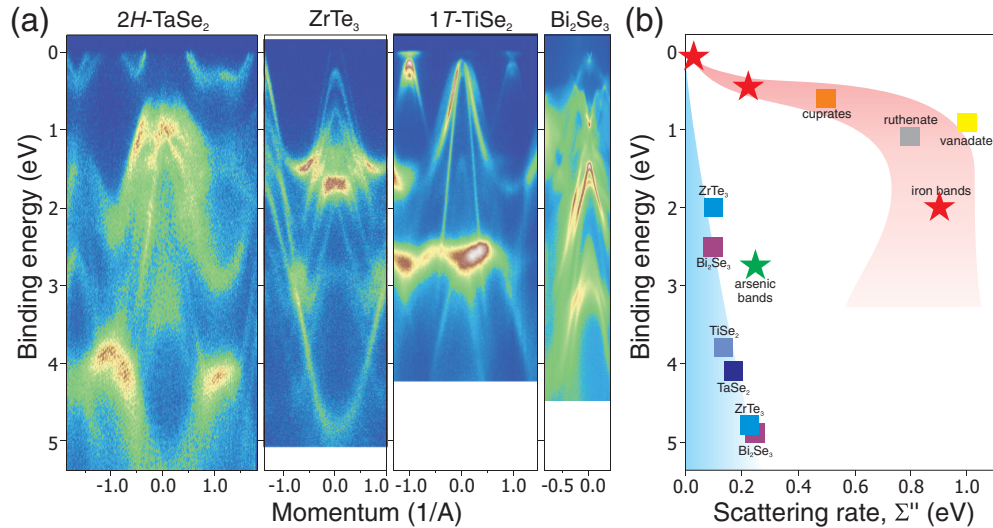 (a)
2H-TaSe₂
ZrTe₃
1T-TiSe₂
Bi₂Se₃
Binding energy (eV)
0
1
2
3
4
5
-1.0
0.0
1.0
-1.0
0.0
1.0
-1.0
0.0
1.0
-0.5
0.0
Momentum (1/A)
(b)
Binding energy (eV)
0
1
2
3
4
5
cuprates
ruthenate
vanadate
iron bands
ZrTe₃
Bi₂Se₃
arsenic
bands
TiSe₂
TaSe₂
ZrTe₃
Bi₂Se₃
0.0
0.2
0.4
0.6
0.8
1.0
Scattering rate, Σ'' (eV)